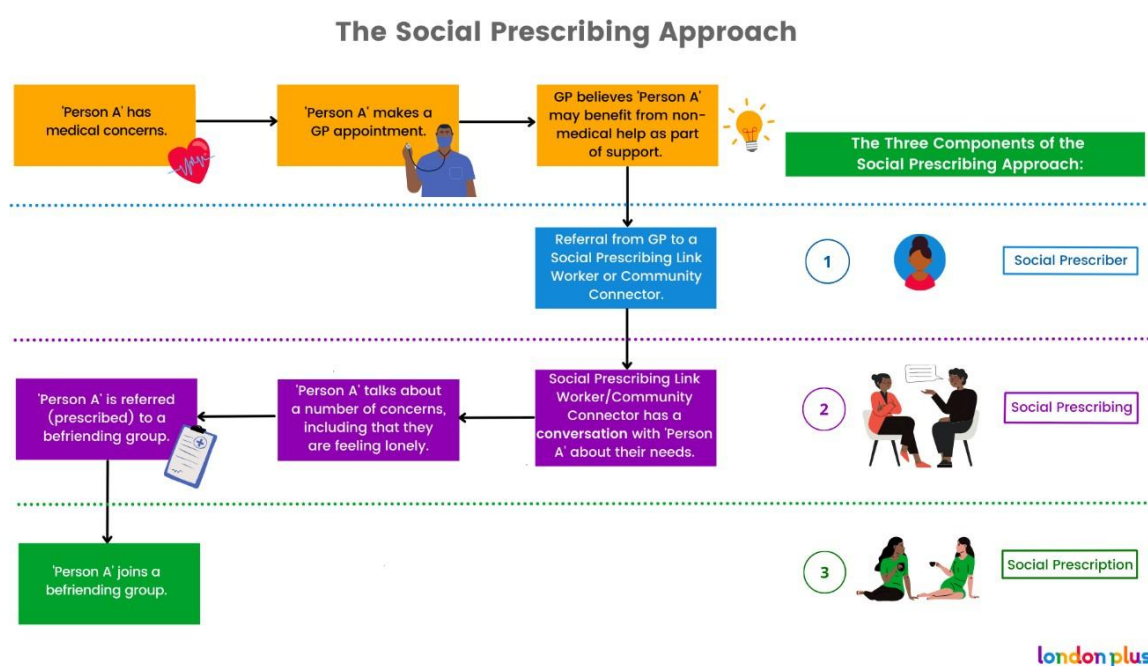 The Social Prescribing Approach
'Person A' has
medical concerns.
'Person A' makes a
GP appointment.
GP believes 'Person A'
may benefit from non-
medical help as part
of support.
The Three Components of the
Social Prescribing Approach:
Referral from GP to a
Social Prescribing Link
Worker or Community
Connector.
1
Social Prescriber
'Person A' is referred
(prescribed) to a
befriending group.
'Person A' talks about
a number of concerns,
including that they
are feeling lonely.
Social Prescribing Link
Worker/Community
Connector has a
conversation with 'Person
A' about their needs.
2
Social Prescribing
'Person A' joins a
befriending group.
3
Social Prescription
london plus